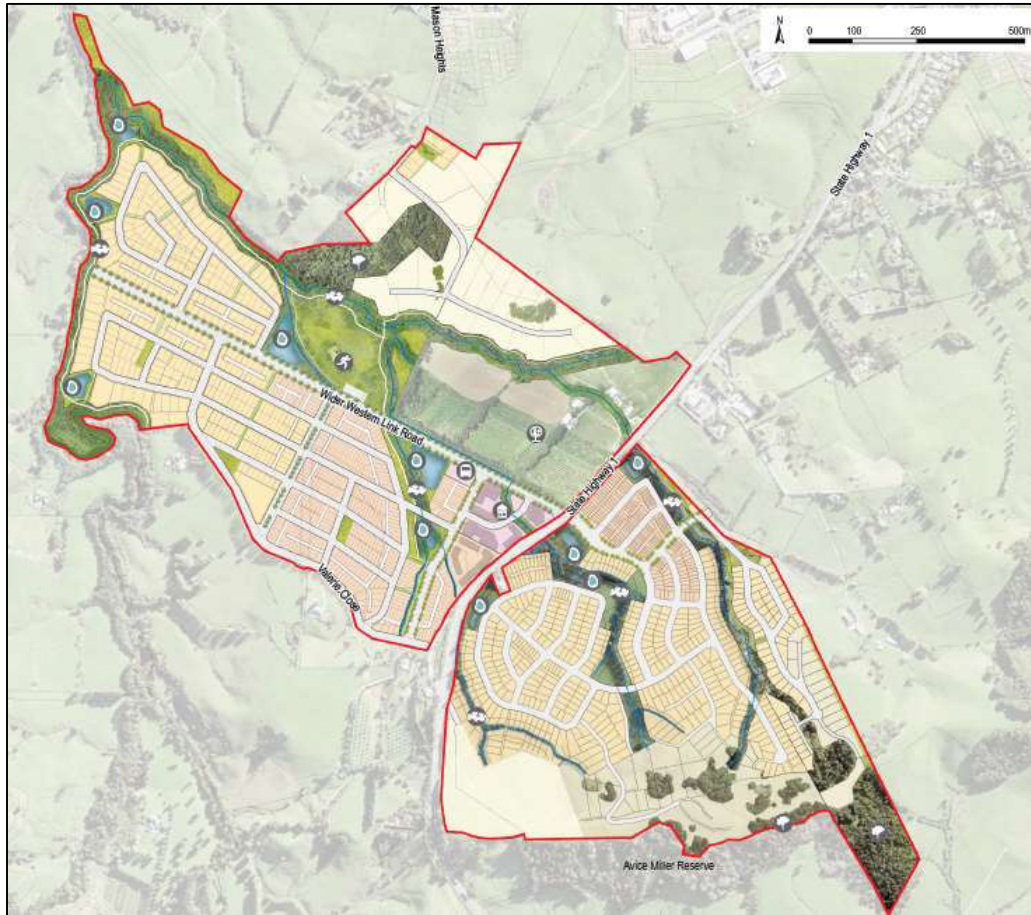 Mason Heights
N
0 100 250 500m
State Highway 1
Wider Western Link Road
State Highway 1
Valerie Close
Avice Miller Reserve